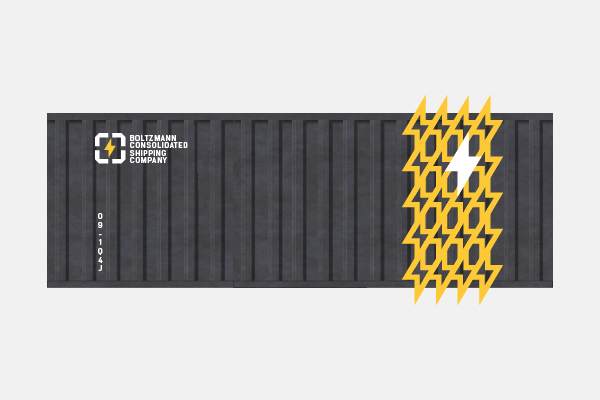 BOLTZMANN
CONSOLIDATED
SHIPPING
COMPANY
09-104J